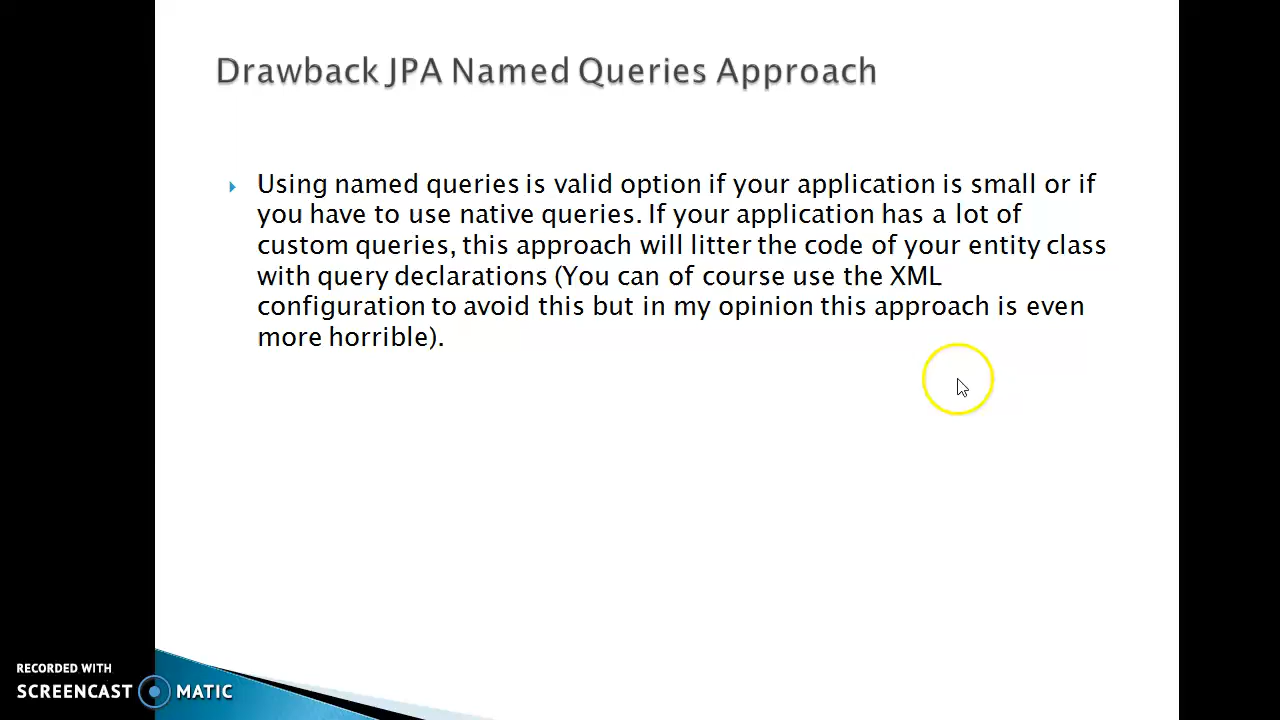 Drawback JPA Named Queries Approach
Using named queries is valid option if your application is small or if
you have to use native queries. If your application has a lot of
custom queries, this approach will litter the code of your entity class
with query declarations (You can of course use the XML
configuration to avoid this but in my opinion this approach is even
more horrible).
RECORDED WITH
SCREENCAST MATIC